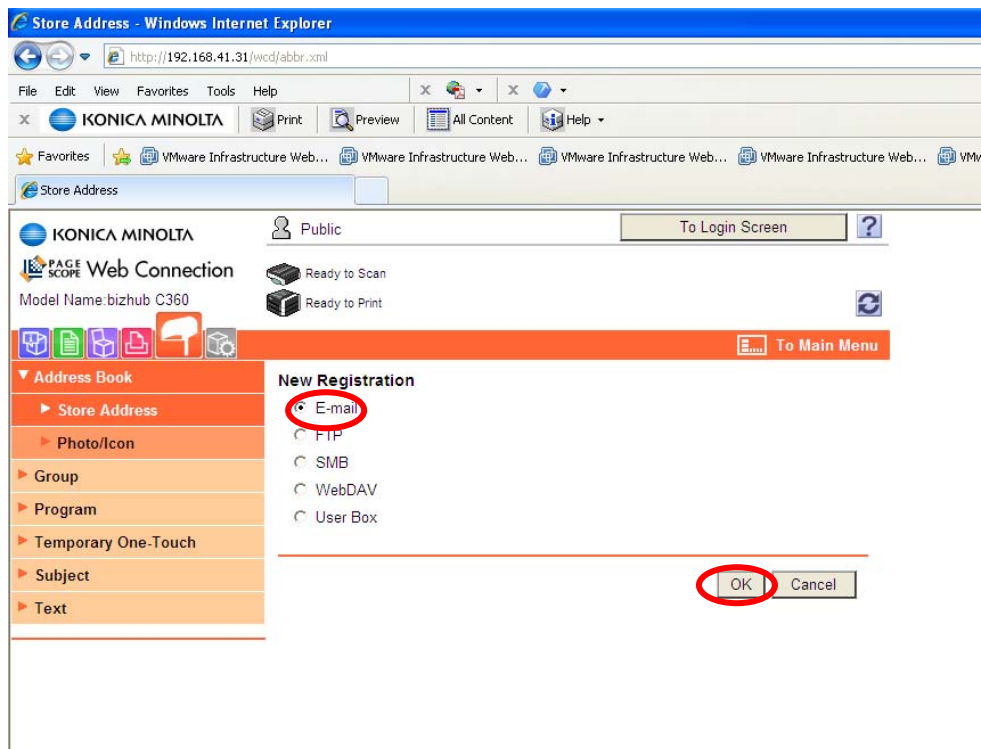 Store Address - Windows Internet Explorer
http://192.168.41.31/wcd/abbr.xml
File Edit View Favorites Tools Help X X
x KONICA MINOLTA Print Preview All Content Help
Favorites VMware Infrastructure Web... VMware Infrastructure Web... VMware Infrastructure Web... VMware Infrastructure Web... VMw
Store Address
KONICA MINOLTA Public To Login Screen ?
PAGE SCOPE Web Connection Ready to Scan
Model Name:bizhub C360 Ready to Print
To Main Menu
Address Book
Store Address
Photo/Icon
Group
Program
Temporary One-Touch
Subject
Text
New Registration
E-mail
FTP
SMB
WebDAV
User Box
OK Cancel